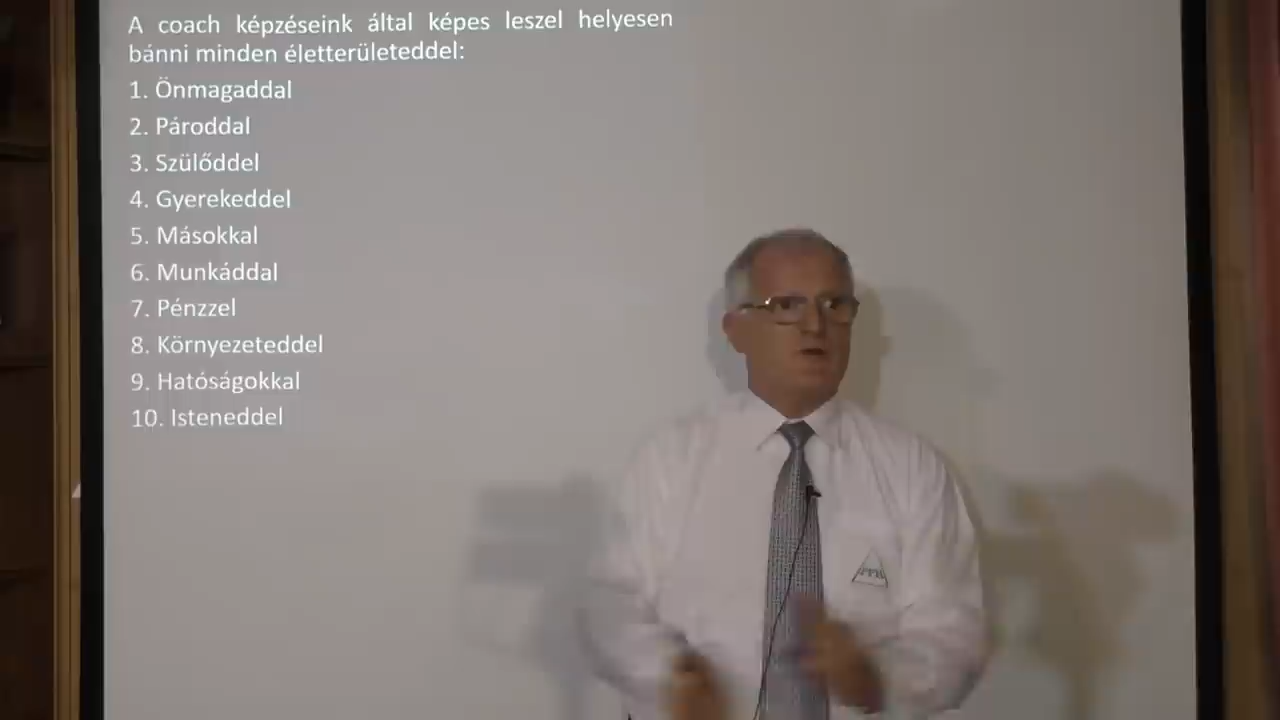 A coach képzéseink által képes leszel helyesen
bánni minden életterületeddel:
1. Önmagaddal
2. Pároddal
3. Szülőddel
4. Gyerekeddel
5. Másokkal
6. Munkáddal
7. Pénzzel
8. Környezeteddel
9. Hatóságokkal
10. Isteneddel